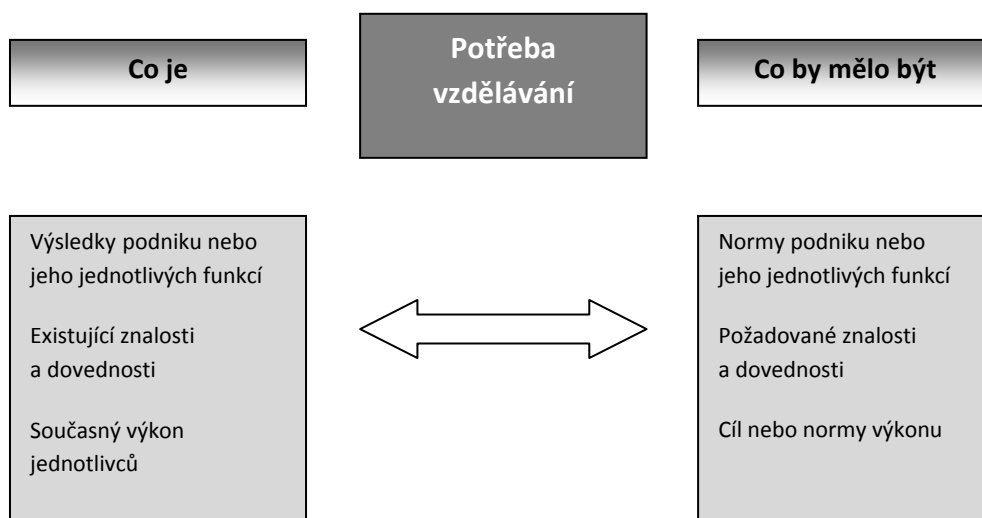 Co je
Potřeba
vzdělávání
Co by mělo být
Výsledky podniku nebo
jeho jednotlivých funkcí
Existující znalosti
a dovednosti
Současný výkon
jednotlivců
Normy podniku nebo
jeho jednotlivých funkcí
Požadované znalosti
a dovednosti
Cíl nebo normy výkonu